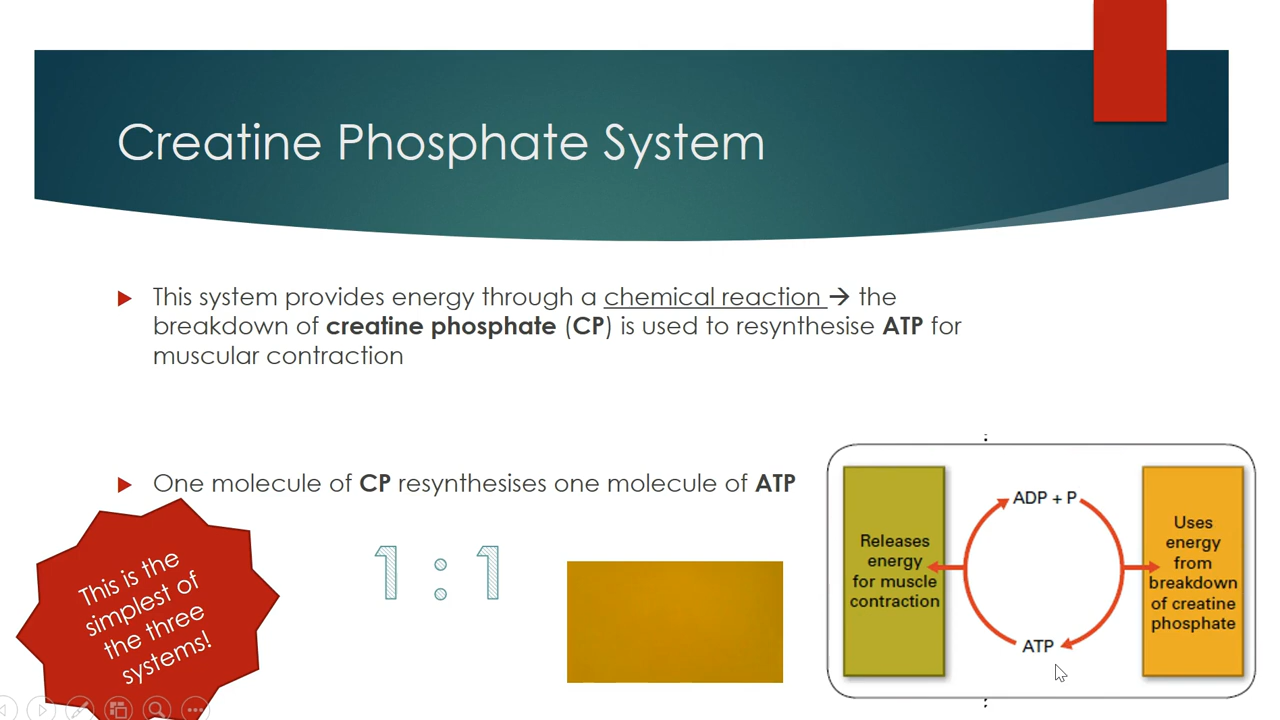 Creatine Phosphate System
This system provides energy through a chemical reaction → the
breakdown of creatine phosphate (CP) is used to resynthesise ATP for
muscular contraction
One molecule of CP resynthesises one molecule of ATP
1 : 1
This is the
simplest of
the three
systems!
Releases
energy
for muscle
contraction
ADP + P
ATP
Uses
energy
from
breakdown
of creatine
phosphate